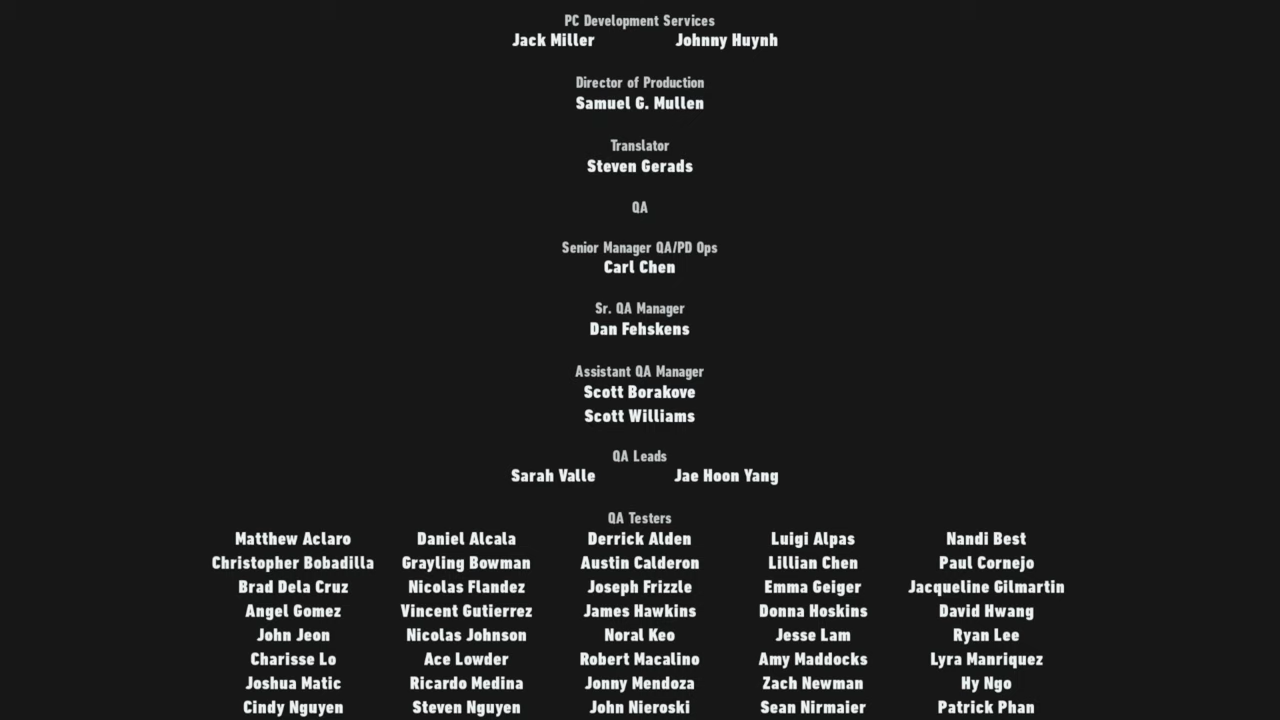 PC Development Services
Jack Miller Johnny Huynh
Director of Production
Samuel G. Mullen
Translator
Steven Gerads
QA
Senior Manager QA/PD Ops
Carl Chen
Sr. QA Manager
Dan Fehskens
Assistant QA Manager
Scott Borakove
Scott Williams
QA Leads
Sarah Valle Jae Hoon Yang
QA Testers
Matthew Aclaro Daniel Alcala Derrick Alden Luigi Alpas Nandi Best
Christopher Bobadilla Grayling Bowman Austin Calderon Lillian Chen Paul Cornejo
Brad Dela Cruz Nicolas Flandez Joseph Frizzle Emma Geiger Jacqueline Gilmartin
Angel Gomez Vincent Gutierrez James Hawkins Donna Hoskins David Hwang
John Jeon Nicolas Johnson Noral Keo Jesse Lam Ryan Lee
Charisse Lo Ace Lowder Robert Macalino Amy Maddocks Lyra Manriquez
Joshua Matic Ricardo Medina Jonny Mendoza Zach Newman Hy Ngo
Cindy Nguyen Steven Nguyen John Nieroski Sean Nirmaier Patrick Phan